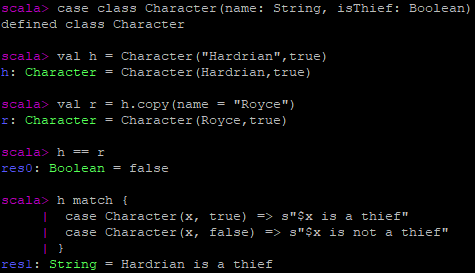 scala> case class Character(name: String, isThief: Boolean)
defined class Character
scala> val h = Character("Hardrian",true)
h: Character = Character(Hardrian,true)
scala> val r = h.copy(name = "Royce")
r: Character = Character(Royce,true)
scala> h == r
res0: Boolean = false
scala> h match {
| case Character(x, true) => s"$x is a thief"
| case Character(x, false) => s"$x is not a thief"
| }
res1: String = Hardrian is a thief